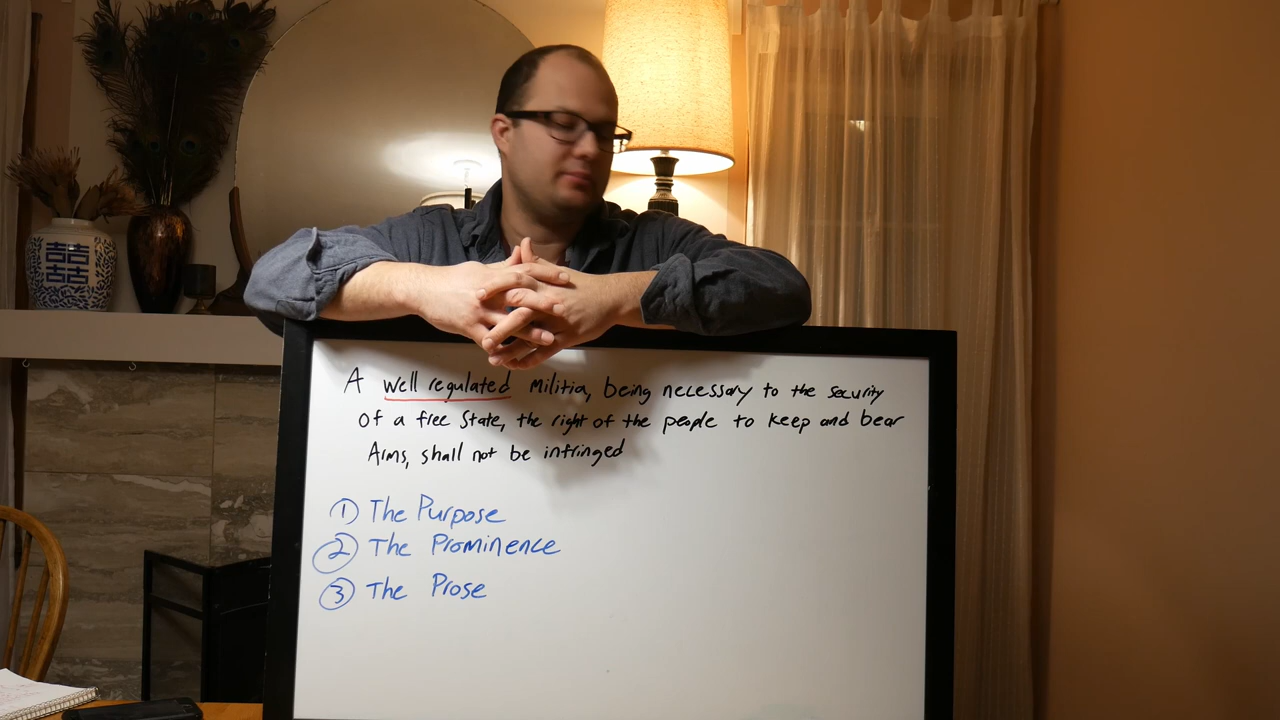 囍
A well regulated Militia, being necessary to the security
of a free State, the right of the people to keep and bear
Arms, shall not be infringed
① The Purpose
② The Prominence
③ The Prose